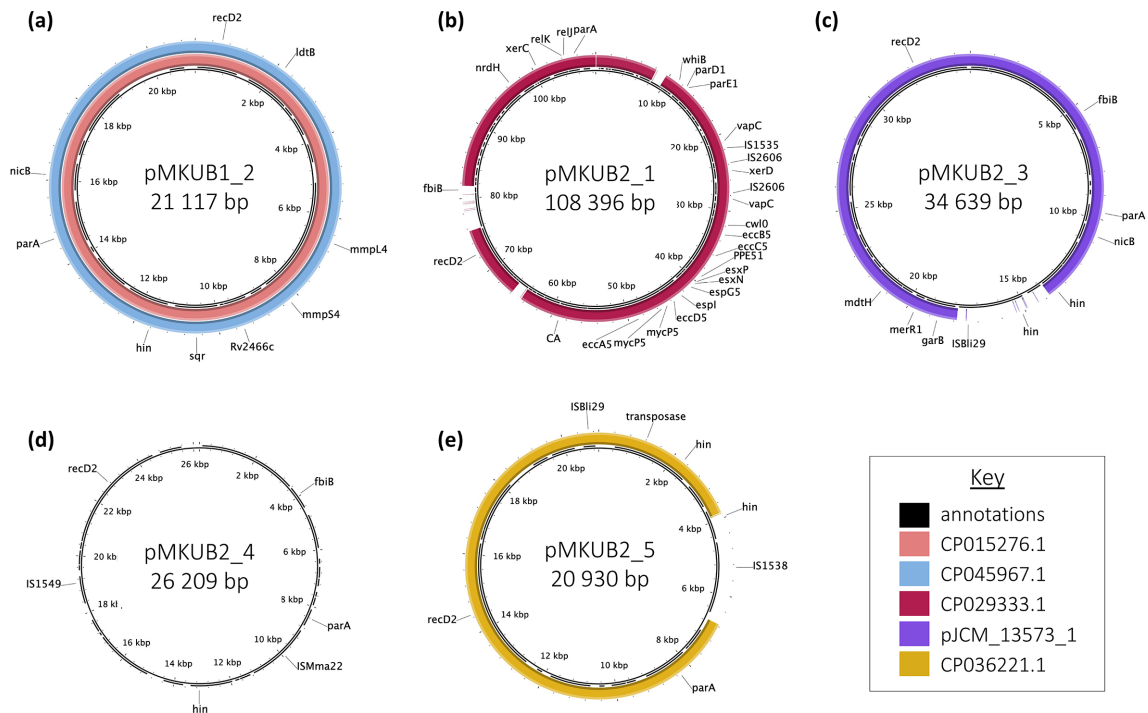 (a)
recD2
ldtB
mmpL4
mmpS4
Rv2466c
sqr
hin
parA
nicB
20 kbp
2 kbp
4 kbp
6 kbp
8 kbp
10 kbp
12 kbp
14 kbp
16 kbp
18 kbp
pMKUB1_2
21 117 bp
(b)
parA
relJ
relK
xerC
nrdH
whiB
parD1
parE1
vapC
IS1535
IS2606
xerD
IS2606
vapC
cwl0
eccB5
eccC5
PPE51
esxP
esxN
espG5
espI
eccD5
mycP5
mycP5
eccA5
CA
recD2
fbiB
100 kbp
10 kbp
20 kbp
30 kbp
40 kbp
50 kbp
60 kbp
70 kbp
80 kbp
90 kbp
pMKUB2_1
108 396 bp
(c)
recD2
fbiB
parA
nicB
hin
hin
ISBli29
garB
merR1
mdtH
30 kbp
5 kbp
10 kbp
15 kbp
20 kbp
25 kbp
pMKUB2_3
34 639 bp
(d)
recD2
fbiB
parA
ISMma22
hin
IS1549
26 kbp
2 kbp
4 kbp
6 kbp
8 kbp
10 kbp
12 kbp
14 kbp
16 kbp
18 kl
20 kb
22 kbp
24 kbp
pMKUB2_4
26 209 bp
(e)
ISBli29
transposase
hin
hin
IS1538
parA
recD2
20 kbp
2 kbp
4 kbp
6 kbp
8 kbp
10 kbp
12 kbp
14 kbp
16 kbp
18 kbp
pMKUB2_5
20 930 bp
Key
annotations
CP015276.1
CP045967.1
CP029333.1
pJCM_13573_1
CP036221.1